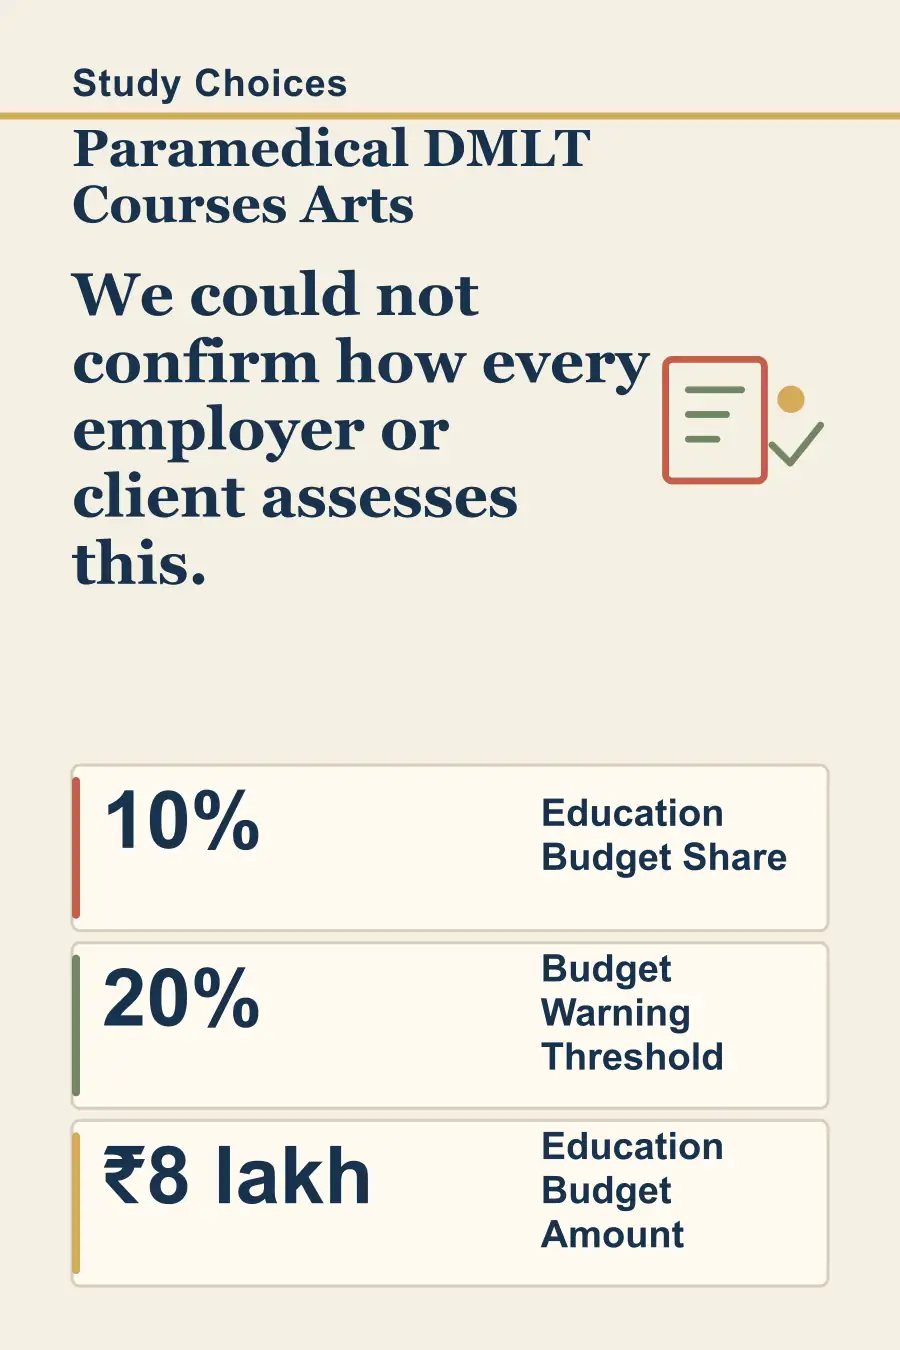 Study Choices
Paramedical DMLT
Courses Arts
We could not
confirm how every
employer or
client assesses
this.
10%
Education
Budget Share
20%
Budget
Warning
Threshold
₹8 lakh
Education
Budget
Amount